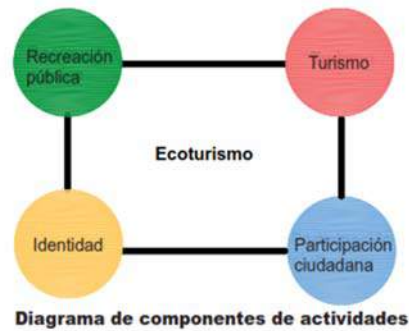 Recreación
pública
Turismo
Ecoturismo
Identidad
Participación
ciudadana
Diagrama de componentes de actividades